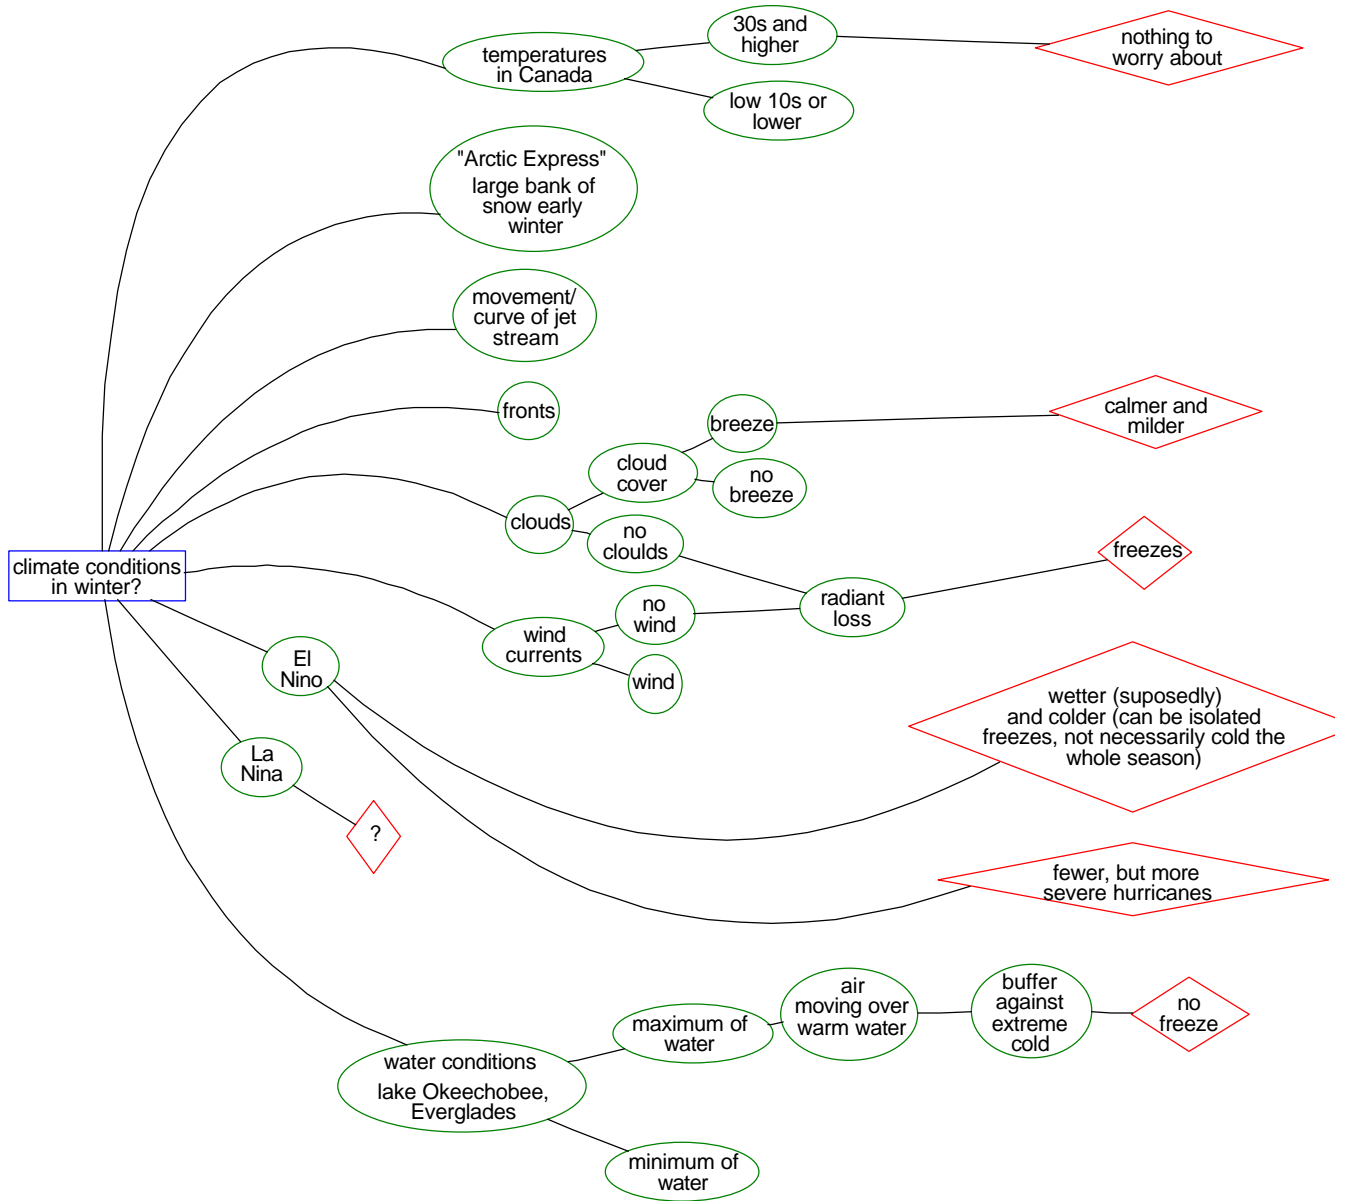 30s and
higher
nothing to
worry about
temperatures
in Canada
low 10s or
lower
"Arctic Express"
large bank of
snow early
winter
movement/
curve of jet
stream
fronts
breeze
calmer and
milder
cloud
cover
no
breeze
clouds
no
cloulds
freezes
climate conditions
in winter?
no
wind
radiant
loss
wind
currents
wind
El
Nino
wetter (suposedly)
and colder (can be isolated
freezes, not necessarily cold the
whole season)
La
Nina
?
fewer, but more
severe hurricanes
air
moving over
warm water
buffer
against
extreme
cold
no
freeze
maximum of
water
water conditions
lake Okeechobee,
Everglades
minimum of
water